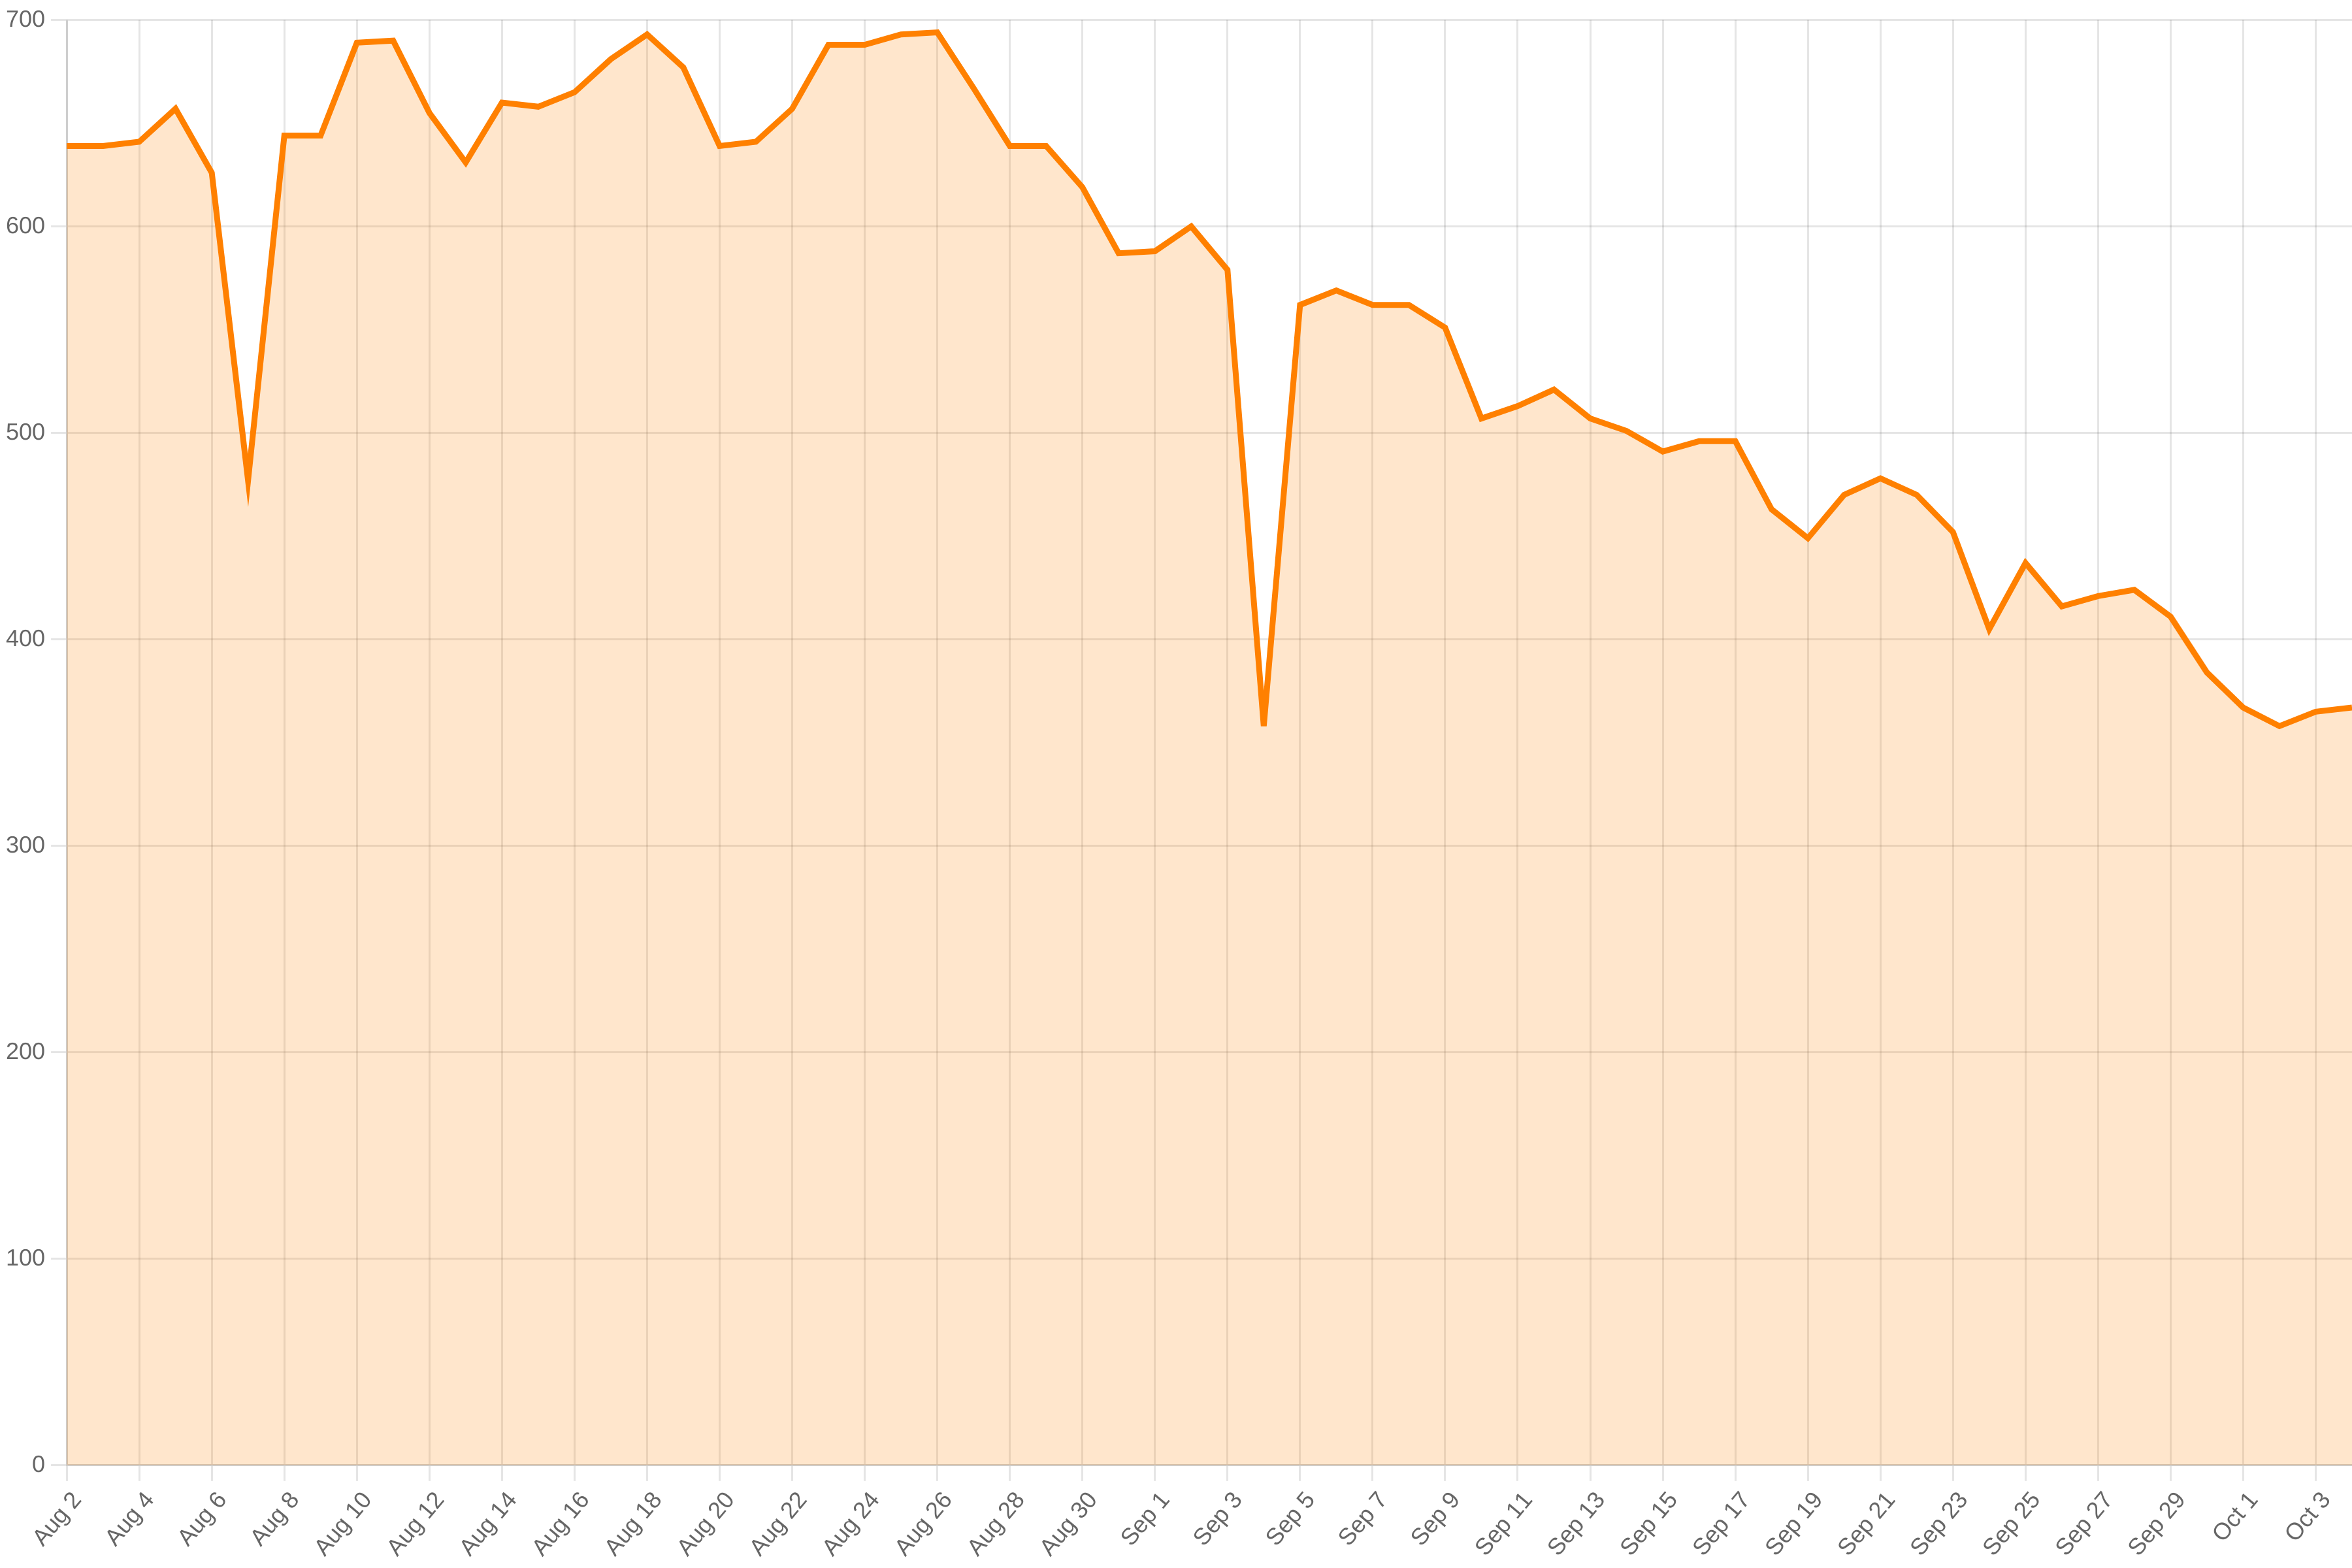 700
600
500
400
300
200
100
0
Aug 2
Aug 4
Aug 6
Aug 8
Aug 10
Aug 12
Aug 14
Aug 16
Aug 18
Aug 20
Aug 22
Aug 24
Aug 26
Aug 28
Aug 30
Sep 1
Sep 3
Sep 5
Sep 7
Sep 9
Sep 11
Sep 13
Sep 15
Sep 17
Sep 19
Sep 21
Sep 23
Sep 25
Sep 27
Sep 29
Oct 1
Oct 3